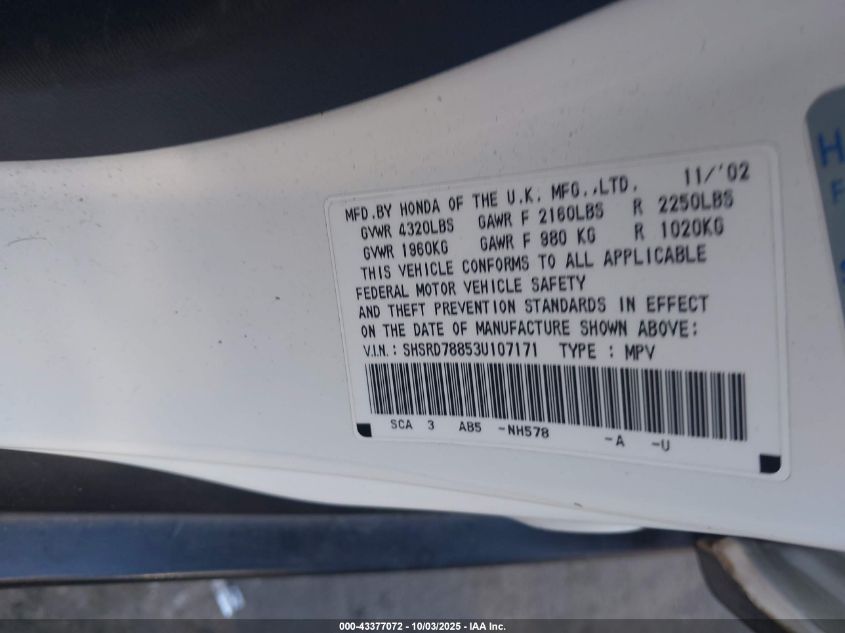 MFD.BY HONDA OF THE U.K. MFG.,LTD. 11/'02
GVWR 4320LBS GAWR F 2160LBS R 2250LBS
GVWR 1960KG GAWR F 980 KG R 1020KG
THIS VEHICLE CONFORMS TO ALL APPLICABLE
FEDERAL MOTOR VEHICLE SAFETY
AND THEFT PREVENTION STANDARDS IN EFFECT
ON THE DATE OF MANUFACTURE SHOWN ABOVE:
V.I.N.: SHSRD78853U107171 TYPE : MPV
SCA 3 AB5 -NH578 -A -U
000-43377072 - 10/03/2025 - IAA Inc.